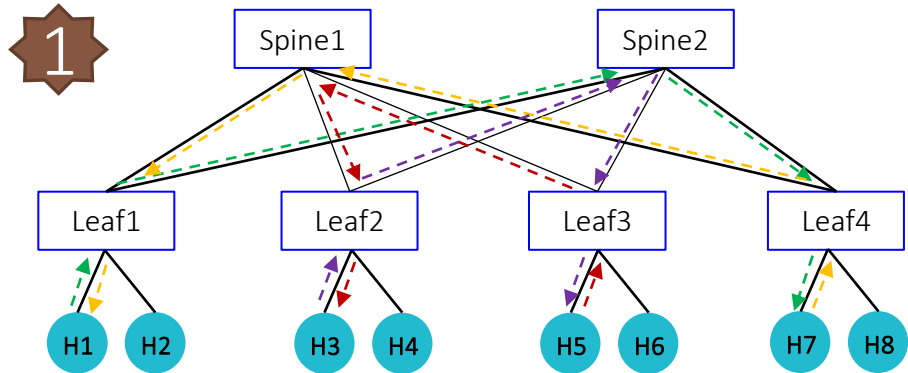 1
Spine1 Spine2
Leaf1 Leaf2 Leaf3 Leaf4
H1 H2 H3 H4 H5 H6 H7 H8